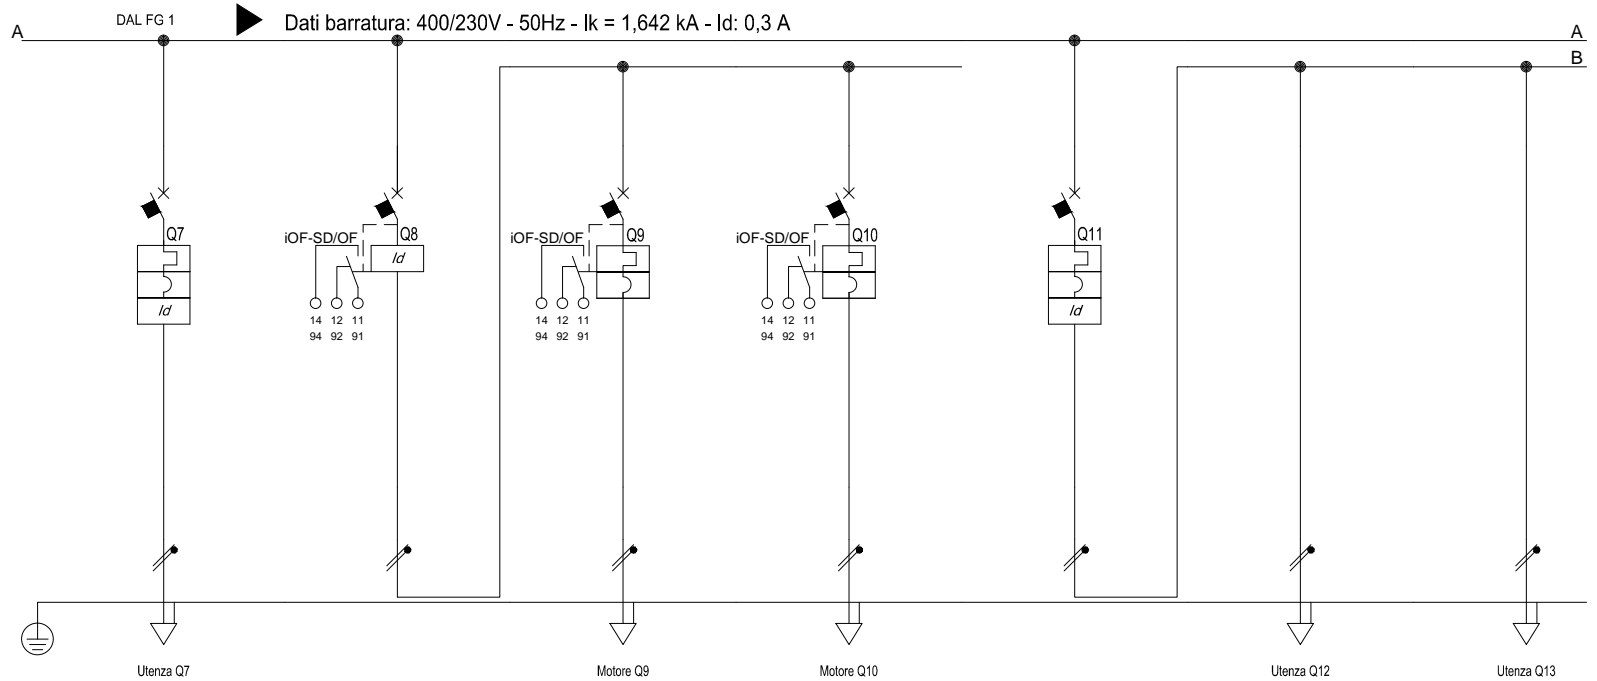 DAL FG 1
Dati barratura: 400/230V - 50Hz - Ik = 1,642 kA - Id: 0,3 A
A
A
B
Q7
Id
iOF-SD/OF
Q8
Id
14 12 11
94 92 91
iOF-SD/OF
Q9
14 12 11
94 92 91
iOF-SD/OF
Q10
14 12 11
94 92 91
Q11
Id
Utenza Q7
Motore Q9
Motore Q10
Utenza Q12
Utenza Q13